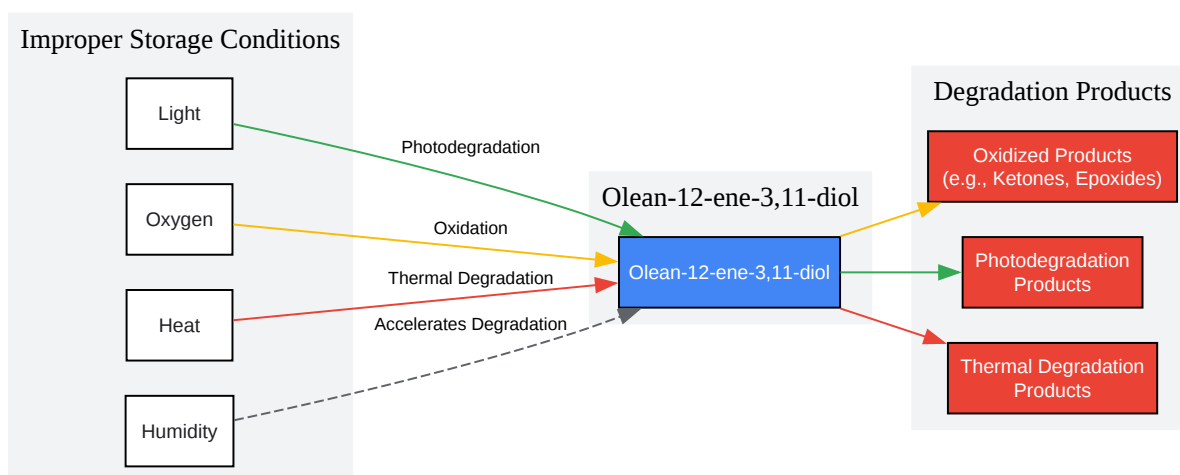 Improper Storage Conditions
Light
Oxygen
Heat
Humidity
Photodegradation
Oxidation
Thermal Degradation
Accelerates Degradation
Olean-12-ene-3,11-diol
Olean-12-ene-3,11-diol
Degradation Products
Oxidized Products
(e.g., Ketones, Epoxides)
Photodegradation
Products
Thermal Degradation
Products